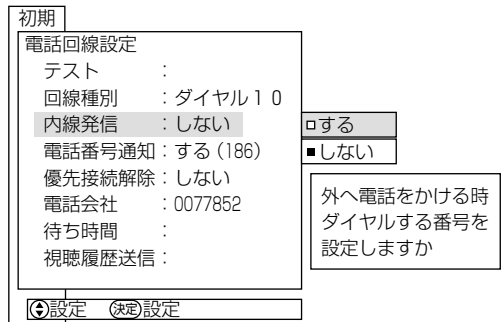 初期
電話回線設定
テスト　　　：
回線種別　　：ダイヤル１０
内線発信　　：しない
電話番号通知：する（186）
優先接続解除：しない
電話会社　　：0077852
待ち時間　　：
視聴履歴送信：
する
しない
外へ電話をかける時
ダイヤルする番号を
設定しますか
設定　決定 設定